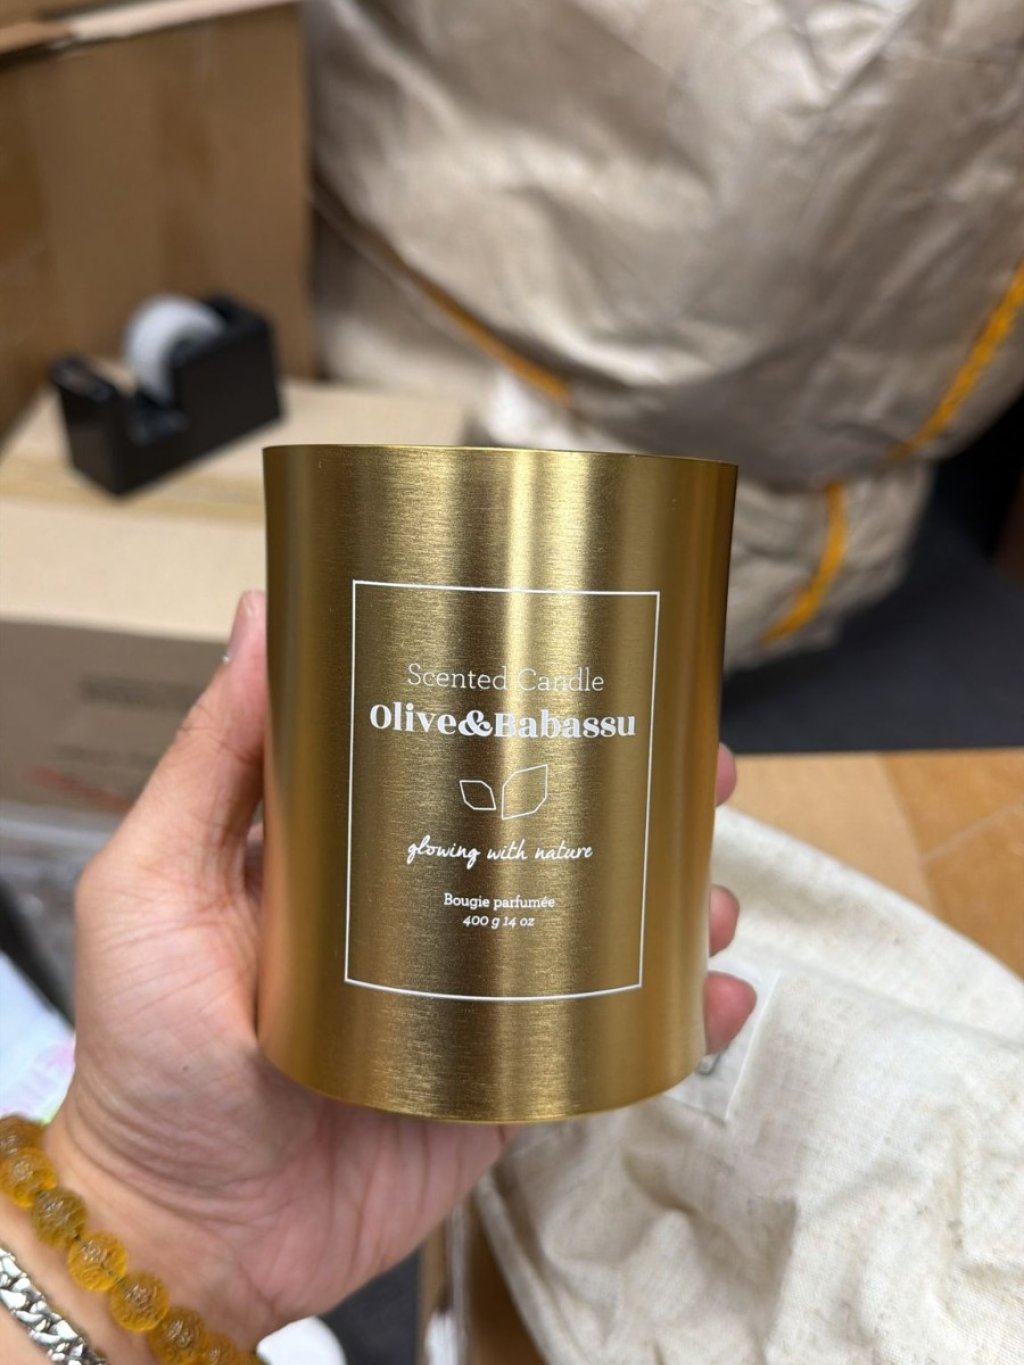 Scented Candle
Olive&Babassu
glowing with nature
Bougie parfumée
400 g 14 oz